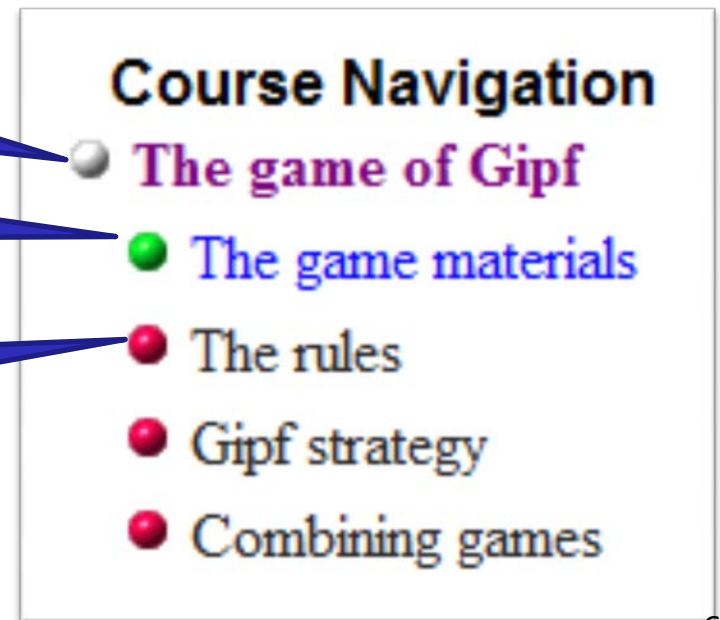 Course Navigation
The game of Gipf
The game materials
The rules
Gipf strategy
Combining games